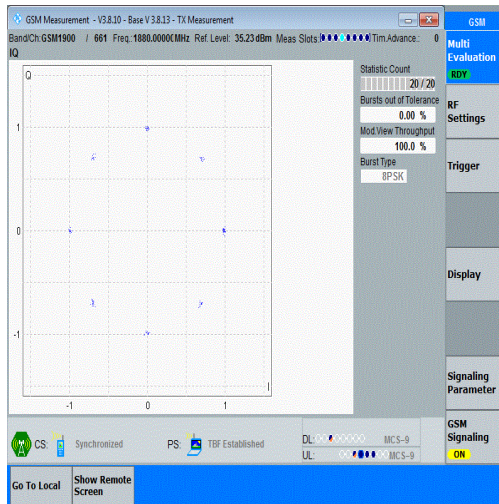 GSM Measurement - V3.8.10 - Base V 3.8.13 - TX Measurement
GSM
Band/Ch: GSM1900 / 661 Freq.: 1880.00000 MHz Ref. Level: 35.23 dBm Meas Slots: Tim.Advance.: 0
IQ
Multi
Evaluation
RDY
Q
Statistic Count
20 / 20
Bursts out of Tolerance
0.00 %
Mod.View Throughput
100.0 %
Burst Type
8PSK
RF
Settings
1
Trigger
0
Display
-1
I
-1 0 1
Signaling
Parameter
CS: Synchronized PS: TBF Established
DL: MCS-9
UL: MCS-9
GSM
Signaling
ON
Go To Local
Show Remote
Screen